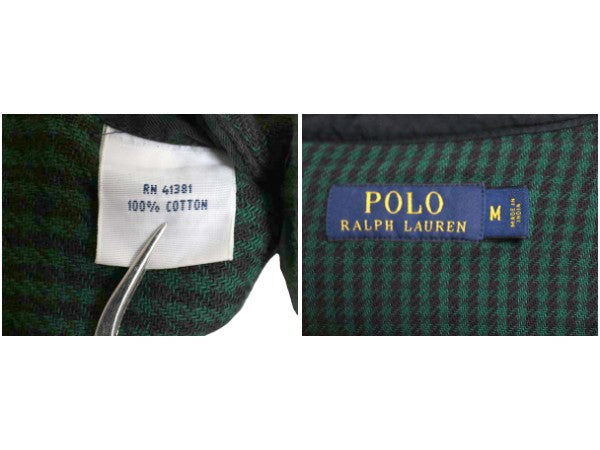 RN 41381
100% COTTON
POLO
RALPH LAUREN
M
MADE IN
INDIA